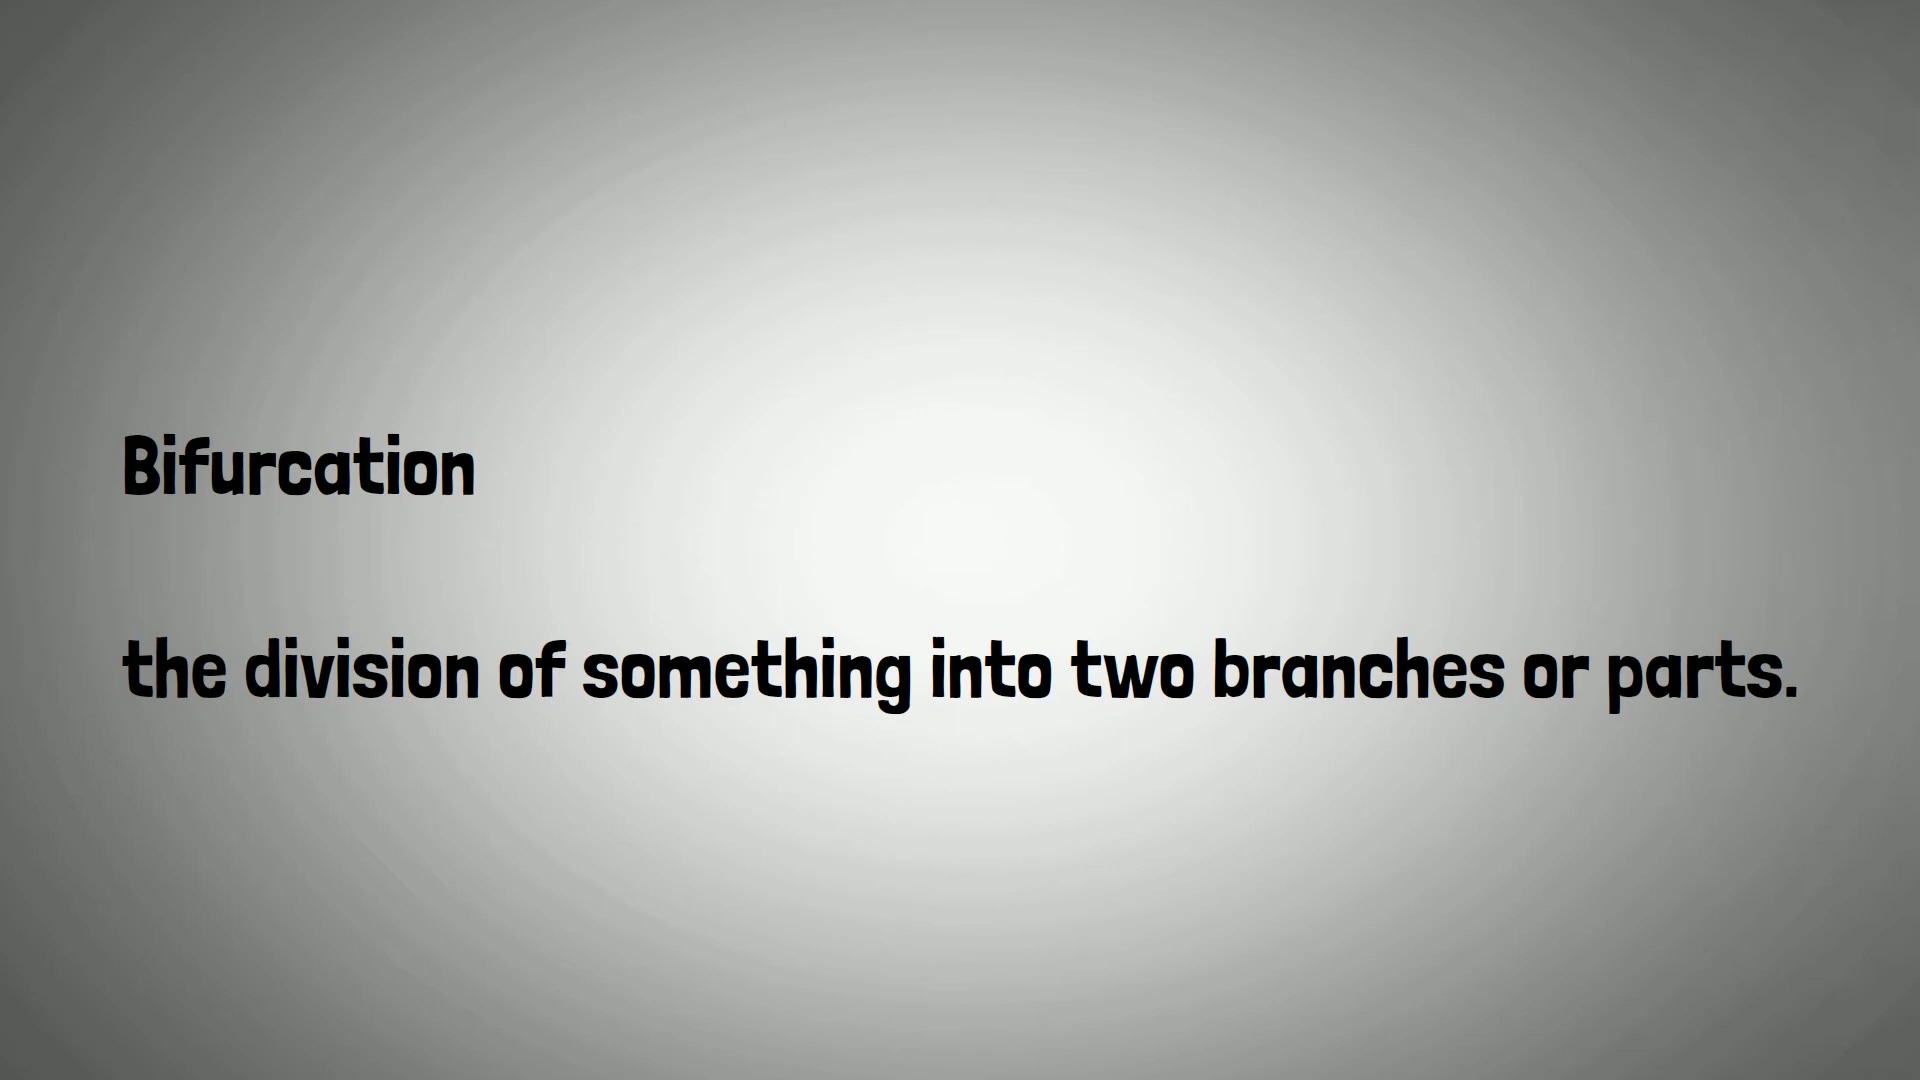 Bifurcation
the division of something into two branches or parts.